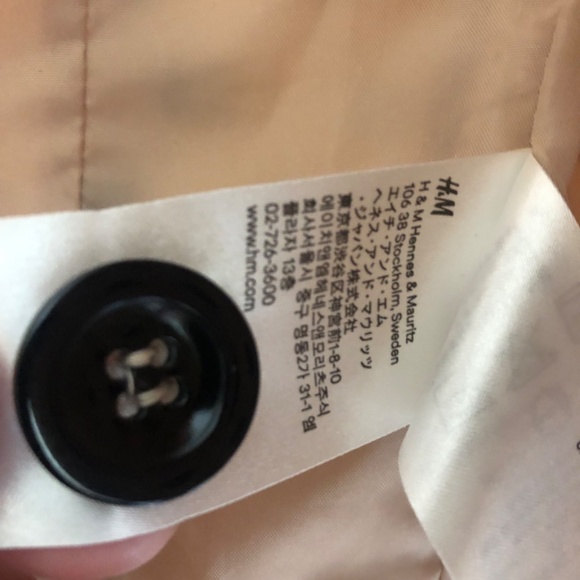 H&M
H & M Hennes & Mauritz
106 38 Stockholm, Sweden
エイチ・アンド・エム
ヘネス・アンド・マウリッツ
・ジャパン株式会社
東京都渋谷区神宮前1-8-10
에이치앤엠헤네스앤모리츠주식
회사서울시 중구 명동2가 31-1 엠
플라자 13층
02-726-3600
www.hm.com